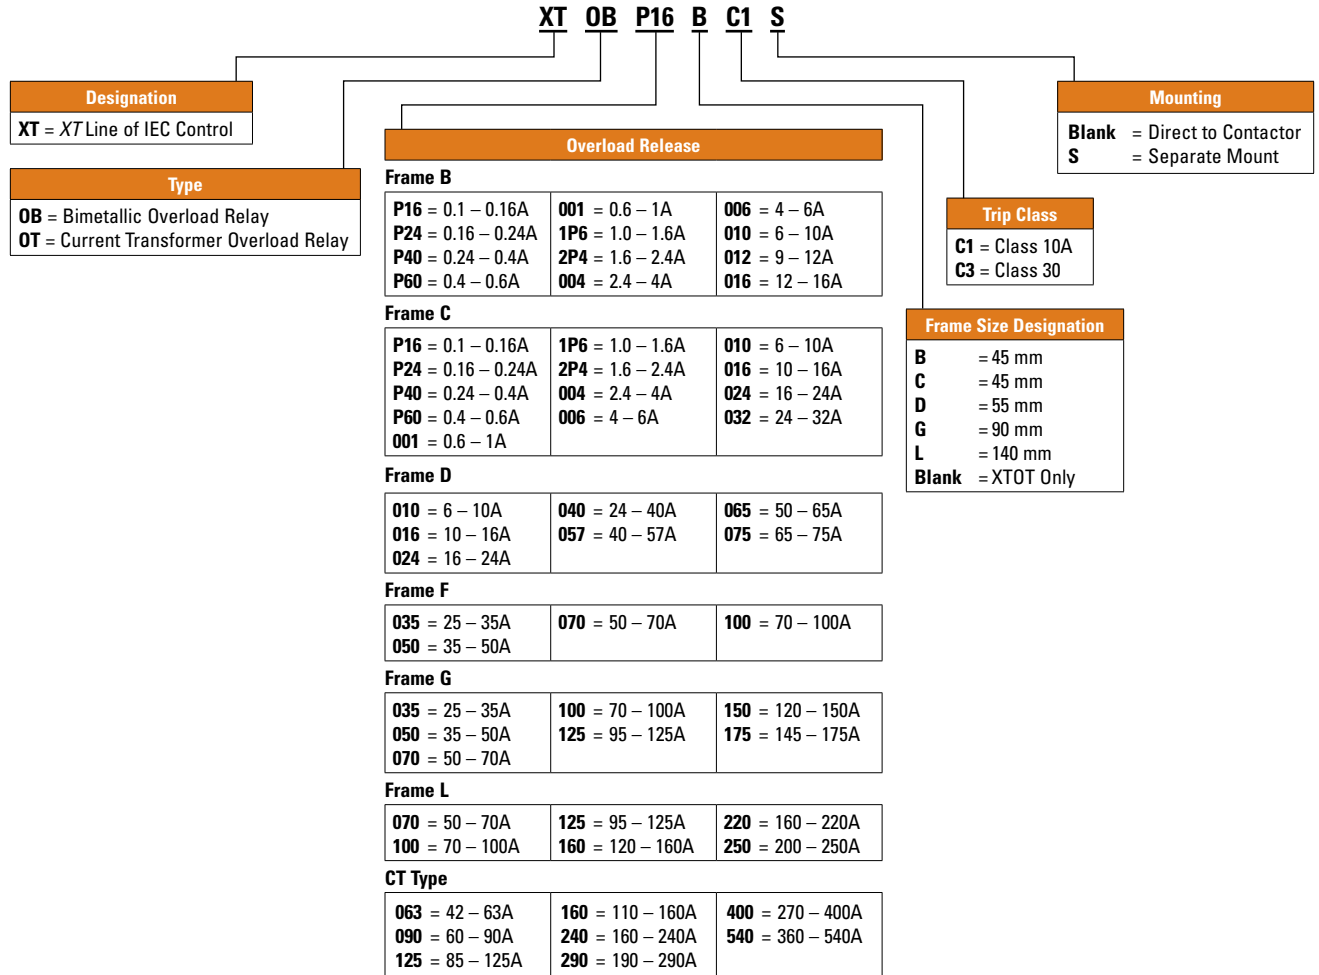 XT OB P16 B C1 S
Designation
XT = XT Line of IEC Control
Type
OB = Bimetallic Overload Relay
OT = Current Transformer Overload Relay
Overload Release
Frame B
P16 = 0.1 – 0.16A 001 = 0.6 – 1A 006 = 4 – 6A
P24 = 0.16 – 0.24A 1P6 = 1.0 – 1.6A 010 = 6 – 10A
P40 = 0.24 – 0.4A 2P4 = 1.6 – 2.4A 012 = 9 – 12A
P60 = 0.4 – 0.6A 004 = 2.4 – 4A 016 = 12 – 16A
Frame C
P16 = 0.1 – 0.16A 1P6 = 1.0 – 1.6A 010 = 6 – 10A
P24 = 0.16 – 0.24A 2P4 = 1.6 – 2.4A 016 = 10 – 16A
P40 = 0.24 – 0.4A 004 = 2.4 – 4A 024 = 16 – 24A
P60 = 0.4 – 0.6A 006 = 4 – 6A 032 = 24 – 32A
001 = 0.6 – 1A
Frame D
010 = 6 – 10A 040 = 24 – 40A 065 = 50 – 65A
016 = 10 – 16A 057 = 40 – 57A 075 = 65 – 75A
024 = 16 – 24A
Frame F
035 = 25 – 35A 070 = 50 – 70A 100 = 70 – 100A
050 = 35 – 50A
Frame G
035 = 25 – 35A 100 = 70 – 100A 150 = 120 – 150A
050 = 35 – 50A 125 = 95 – 125A 175 = 145 – 175A
070 = 50 – 70A
Frame L
070 = 50 – 70A 125 = 95 – 125A 220 = 160 – 220A
100 = 70 – 100A 160 = 120 – 160A 250 = 200 – 250A
CT Type
063 = 42 – 63A 160 = 110 – 160A 400 = 270 – 400A
090 = 60 – 90A 240 = 160 – 240A 540 = 360 – 540A
125 = 85 – 125A 290 = 190 – 290A
Mounting
Blank = Direct to Contactor
S = Separate Mount
Trip Class
C1 = Class 10A
C3 = Class 30
Frame Size Designation
B = 45 mm
C = 45 mm
D = 55 mm
G = 90 mm
L = 140 mm
Blank = XTOT Only